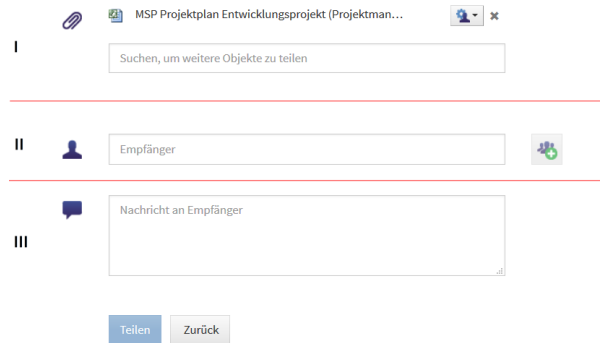 MSP Projektplan Entwicklungsprojekt (Projektman...
I
Suchen, um weitere Objekte zu teilen
II
Empfänger
Nachricht an Empfänger
III
Teilen
Zurück